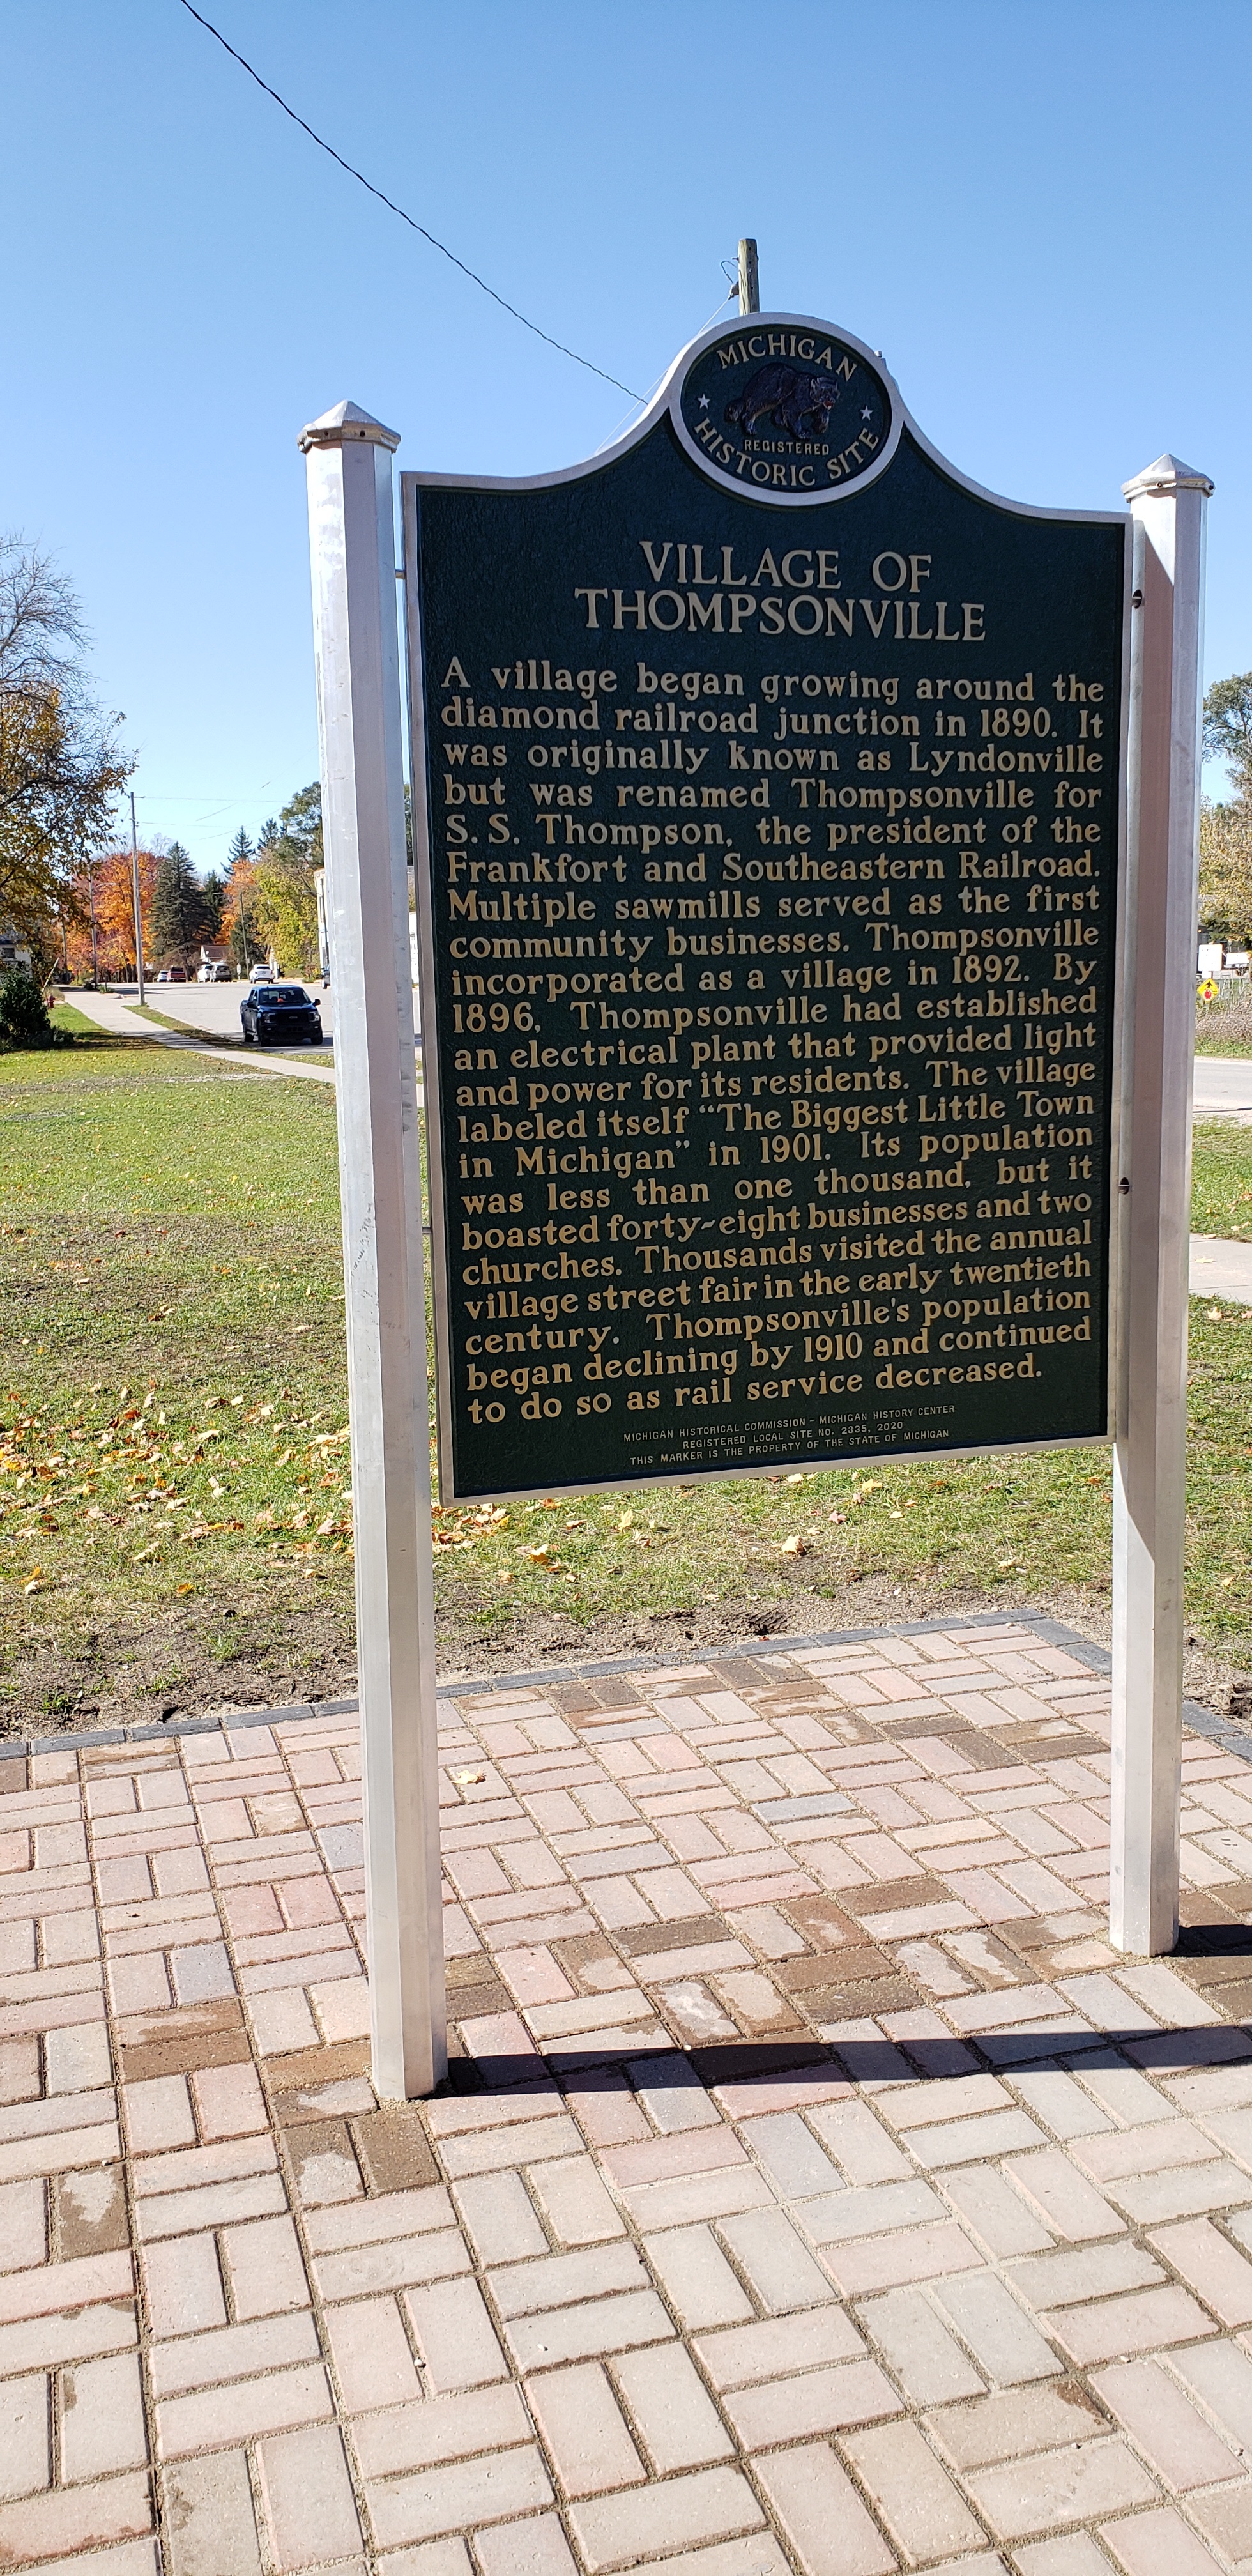 MICHIGAN
REGISTERED
HISTORIC SITE
VILLAGE OF
THOMPSONVILLE
A village began growing around the
diamond railroad junction in 1890. It
was originally known as Lyndonville
but was renamed Thompsonville for
S. S. Thompson, the president of the
Frankfort and Southeastern Railroad.
Multiple sawmills served as the first
community businesses. Thompsonville
incorporated as a village in 1892. By
1896, Thompsonville had established
an electrical plant that provided light
and power for its residents. The village
labeled itself “The Biggest Little Town
in Michigan” in 1901. Its population
was less than one thousand, but it
boasted forty-eight businesses and two
churches. Thousands visited the annual
village street fair in the early twentieth
century. Thompsonville's population
began declining by 1910 and continued
to do so as rail service decreased.
MICHIGAN HISTORICAL COMMISSION - MICHIGAN HISTORY CENTER
REGISTERED LOCAL SITE NO. 2335, 2020
THIS MARKER IS THE PROPERTY OF THE STATE OF MICHIGAN